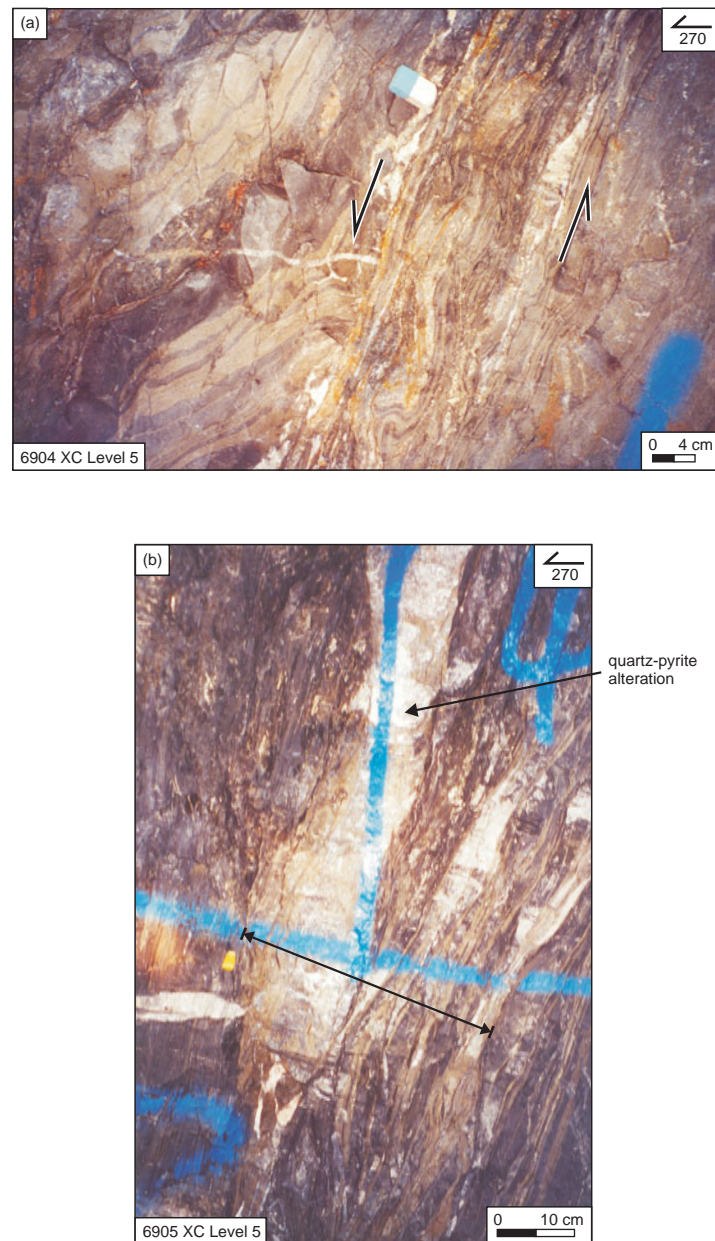 (a)
270
6904 XC Level 5
0 4 cm
(b)
270
quartz-pyrite
alteration
6905 XC Level 5
0 10 cm